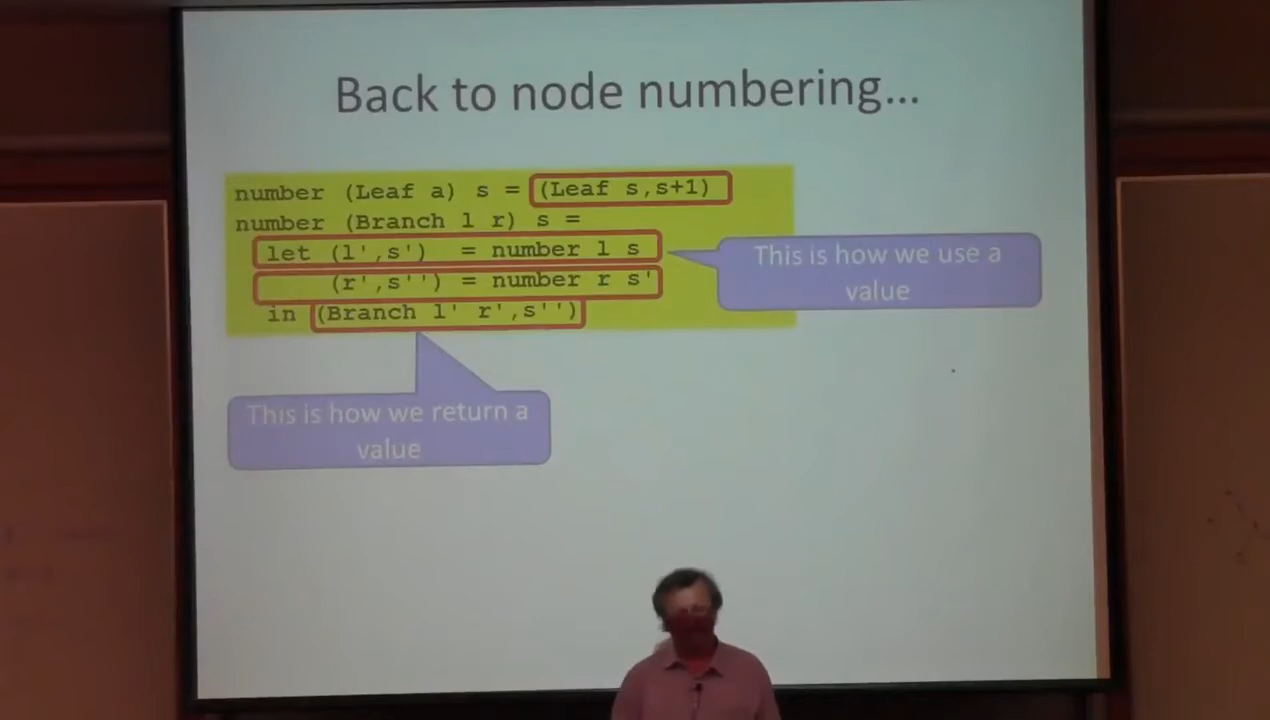 Back to node numbering...
number (Leaf a) s = (Leaf s,s+1)
number (Branch l r) s =
let (l',s') = number l s
(r',s'') = number r s'
in (Branch l' r',s'')
This is how we use a
value
This is how we return a
value